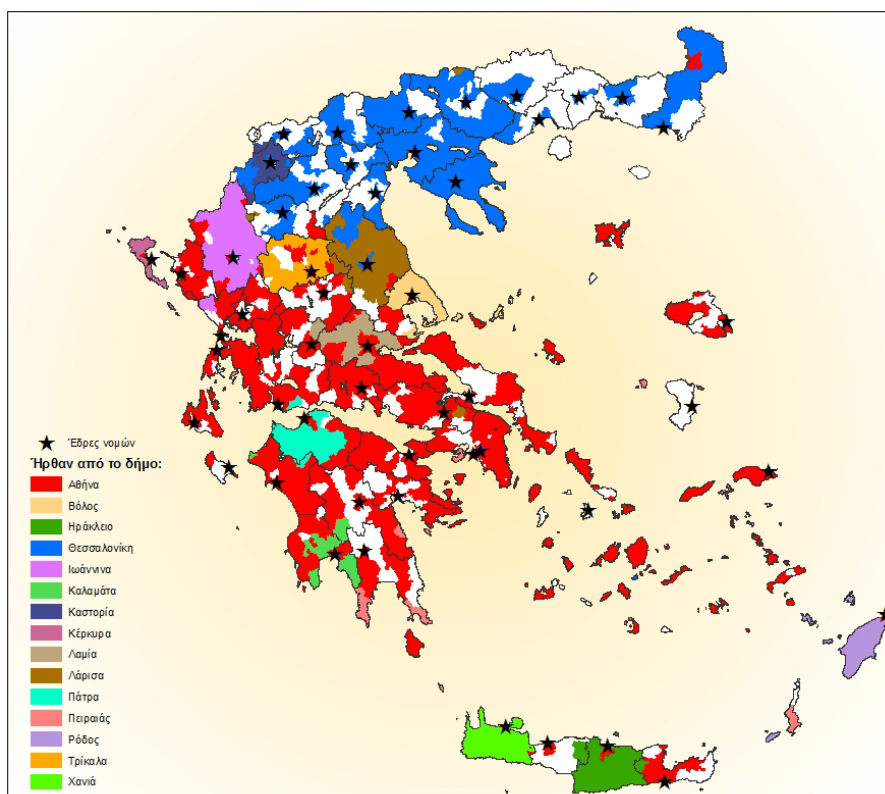 Έδρες νομών
Ήρθαν από το δήμο:
Αθήνα
Βόλος
Ηράκλειο
Θεσσαλονίκη
Ιωάννινα
Καλαμάτα
Καστορία
Κέρκυρα
Λαμία
Λάρισα
Πάτρα
Πειραιάς
Ρόδος
Τρίκαλα
Χανιά